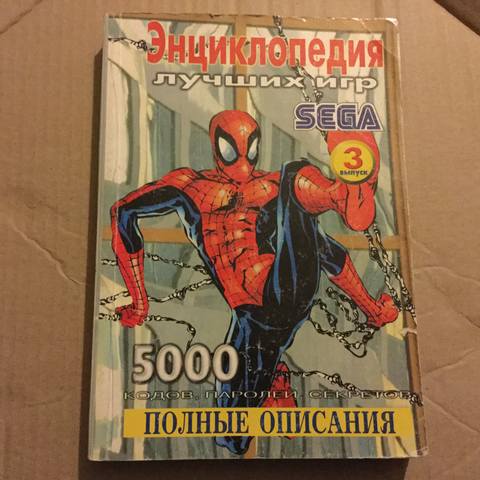 Энциклопедия
лучших игр
SEGA
3
выпуск
5000
кодов, паролей, секретов
ПОЛНЫЕ ОПИСАНИЯ